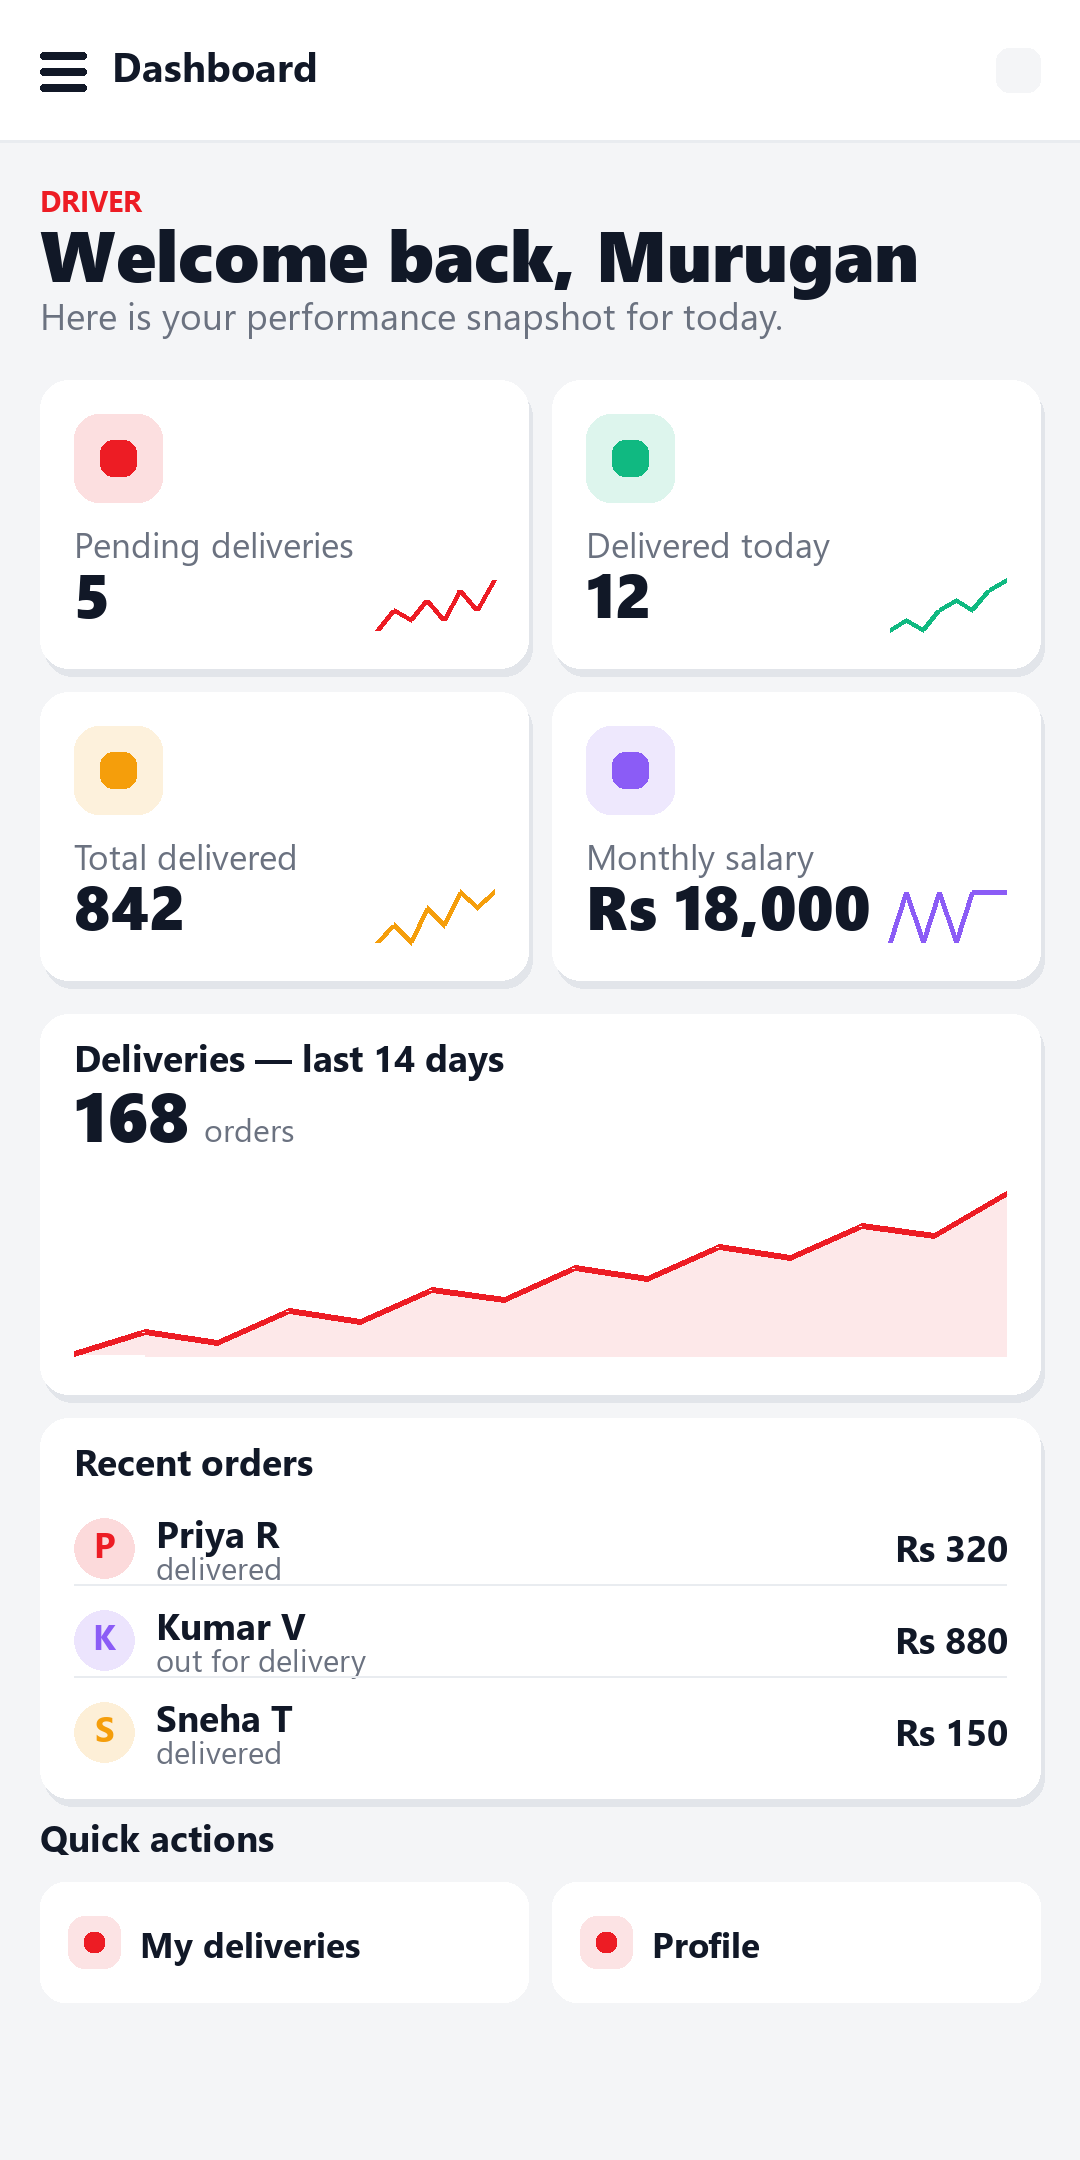 Dashboard
DRIVER
Welcome back, Murugan
Here is your performance snapshot for today.
Pending deliveries
5
Delivered today
12
Total delivered
842
Monthly salary
Rs 18,000
Deliveries — last 14 days
168 orders
Recent orders
P
Priya R
delivered
Rs 320
K
Kumar V
out for delivery
Rs 880
S
Sneha T
delivered
Rs 150
Quick actions
My deliveries
Profile